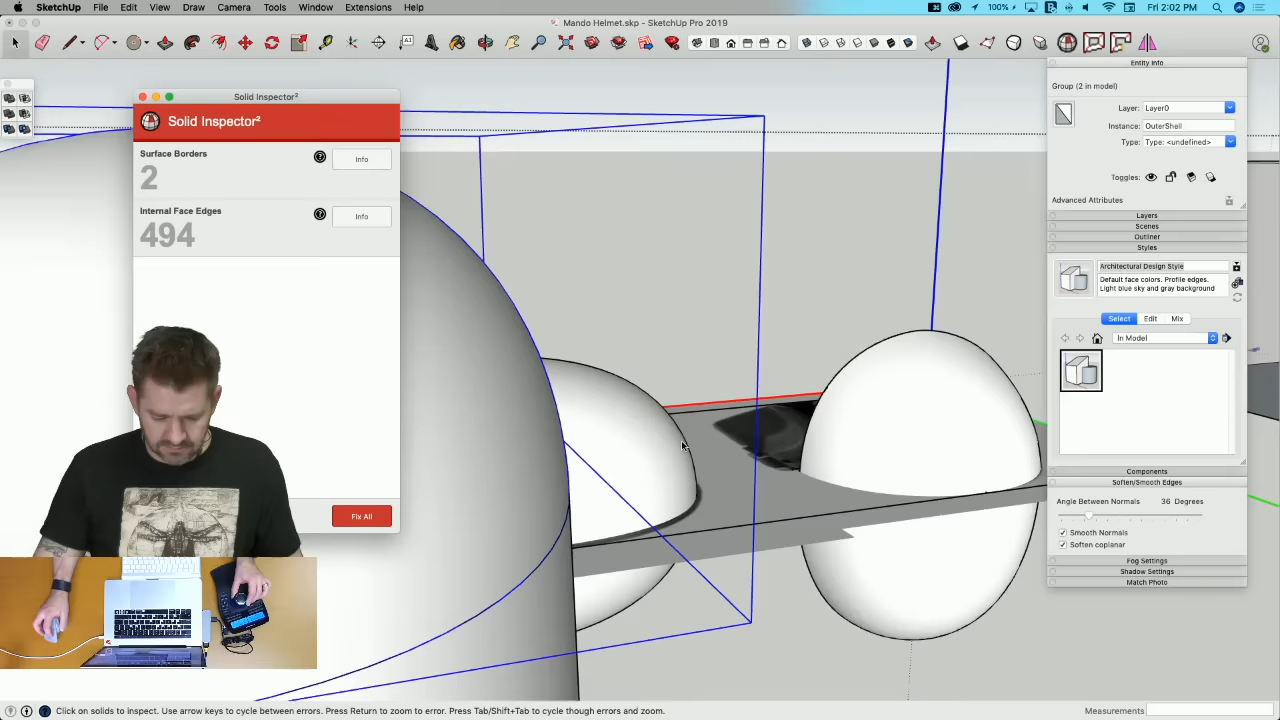 SketchUp File Edit View Camera Draw Tools Window Extensions Help
100% Fri 2:02 PM
Mando Helmet.skp - SketchUp Pro 2019
Solid Inspector²
Solid Inspector²
Surface Borders
2
Info
Internal Face Edges
494
Info
Fix All
Entity Info
Group (2 in model)
Layer: Layer0
Instance: OuterShell
Type: Type: <undefined>
Toggles:
Advanced Attributes
Layers
Scenes
Outliner
Styles
Architectural Design Style
Default face colors. Profile edges.
Light blue sky and gray background
Select Edit Mix
In Model
Components
Soften/Smooth Edges
Angle Between Normals 36 Degrees
Smooth Normals
Soften coplanar
Fog Settings
Shadow Settings
Match Photo
Click on solids to inspect. Use arrow keys to cycle between errors. Press Return to zoom to error. Press Tab/Shift+Tab to cycle though errors and zoom.
Measurements